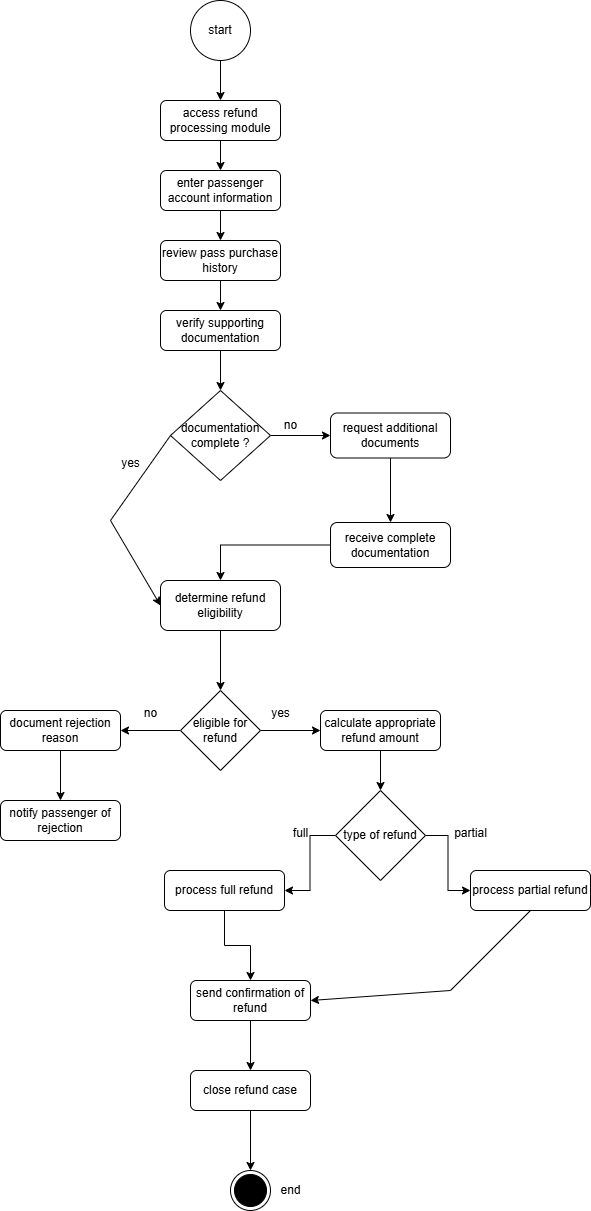 start
access refund
processing module
enter passenger
account information
review pass purchase
history
verify supporting
documentation
documentation
complete ?
no
request additional
documents
yes
receive complete
documentation
determine refund
eligibility
no
eligible for
refund
yes
document rejection
reason
calculate appropriate
refund amount
notify passenger of
rejection
full
type of refund
partial
process full refund
process partial refund
send confirmation of
refund
close refund case
end